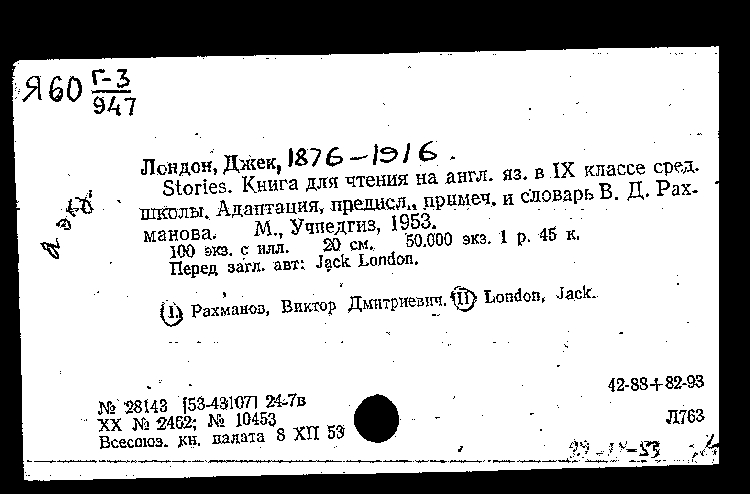 Я60 Г-3
947
Лондон, Джек, 1876-1916.
Stories. Книга для чтения на англ. яз. в IX классе сред.
школы. Адаптация, предисл., примеч. и словарь В. Д. Рах-
манова. М., Учпедгиз, 1953.
100 экз. с илл. 20 см. 50.000 экз. 1 р. 45 к.
Перед загл. авт: Jack London.
(I) Рахманов, Виктор Дмитриевич. (II) London, Jack.
42-88+82-93
№ 28143 [53-43107] 24-7в
XX № 2462; № 10453
Л763
Всесоюз. кн. палата 8 XII 53